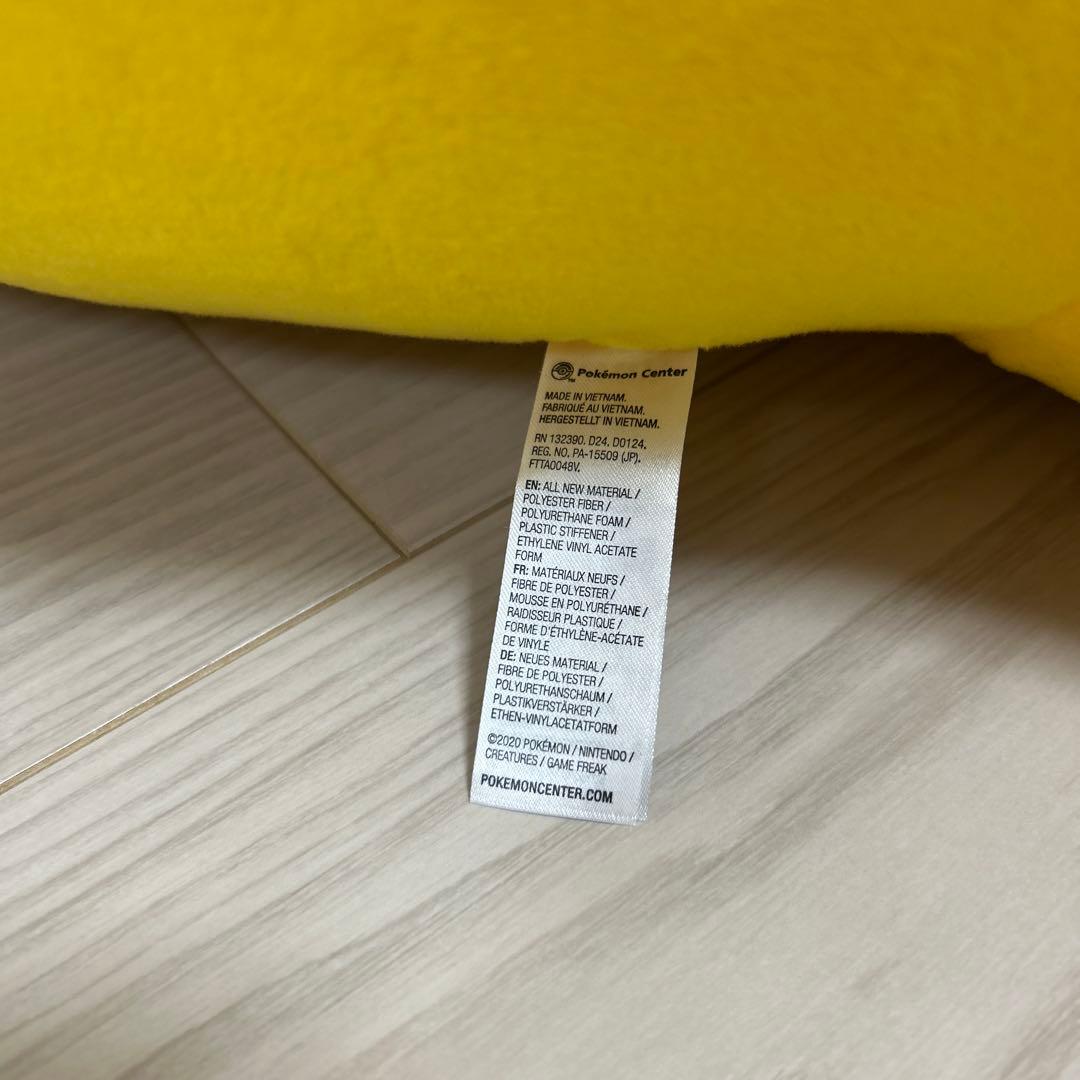 Pokémon Center
MADE IN VIETNAM.
FABRIQUÉ AU VIETNAM.
HERGESTELLT IN VIETNAM.
RN 132390. D24. D0124.
REG. NO. PA-15509 (JP).
FTTA0048V.
EN: ALL NEW MATERIAL /
POLYESTER FIBER /
POLYURETHANE FOAM /
PLASTIC STIFFENER /
ETHYLENE VINYL ACETATE
FORM
FR: MATÉRIAUX NEUFS /
FIBRE DE POLYESTER /
MOUSSE EN POLYURÉTHANE /
RAIDISSEUR PLASTIQUE /
FORME D'ÉTHYLÈNE-ACÉTATE
DE VINYLE
DE: NEUES MATERIAL /
FIBRE DE POLYESTER /
POLYURETHANSCHAUM /
PLASTIKVERSTÄRKER /
ETHEN-VINYLACETATFORM
©2020 POKÉMON / NINTENDO /
CREATURES / GAME FREAK
POKEMONCENTER.COM